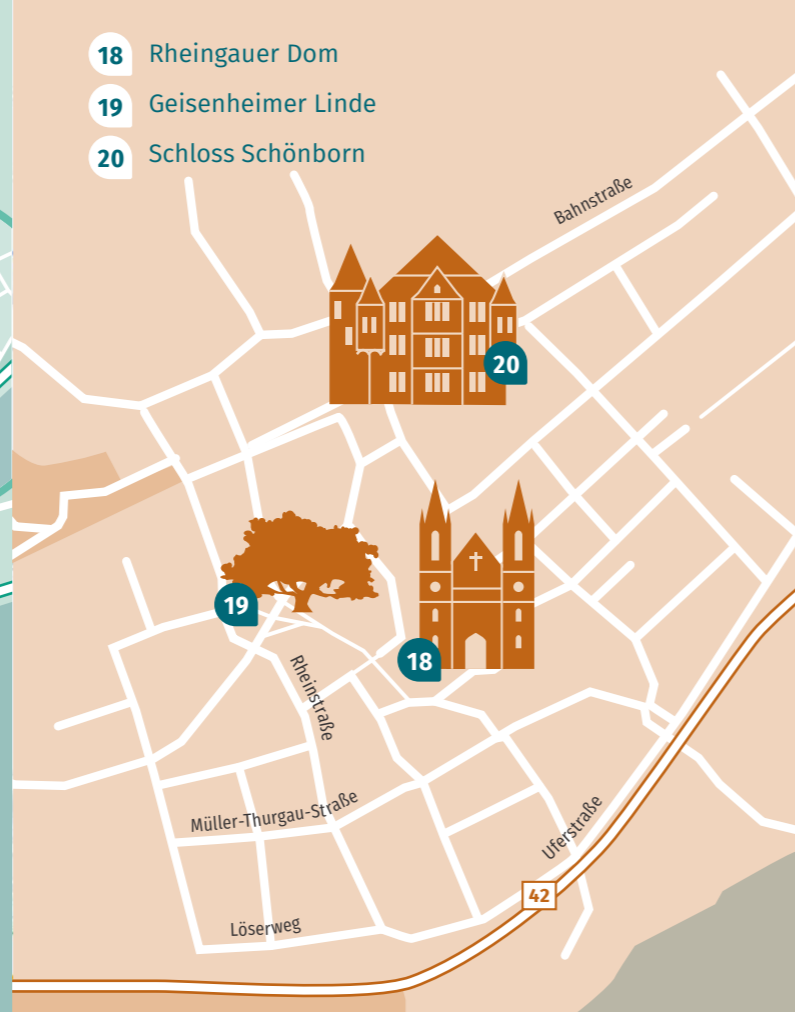 18 Rheingauer Dom
19 Geisenheimer Linde
20 Schloss Schönborn
Bahnstraße
20
19
18
Rheinstraße
Müller-Thurgau-Straße
Uferstraße
42
Löserweg